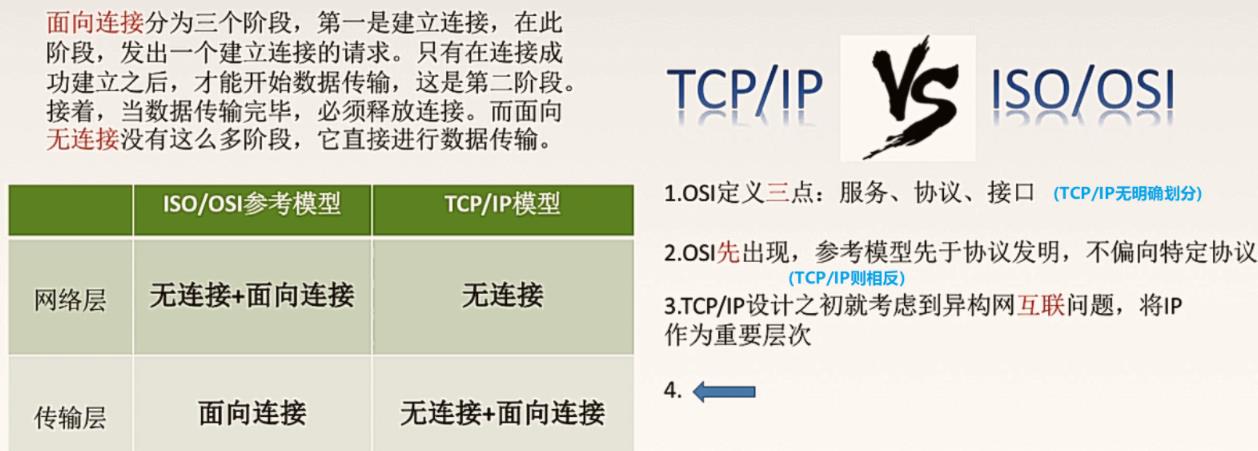 面向连接分为三个阶段，第一是建立连接，在此
阶段，发出一个建立连接的请求。只有在连接成
功建立之后，才能开始数据传输，这是第二阶段。
接着，当数据传输完毕，必须释放连接。而面向
无连接没有这么多阶段，它直接进行数据传输。
ISO/OSI参考模型
TCP/IP模型
网络层
无连接+面向连接
无连接
传输层
面向连接
无连接+面向连接
TCP/IP
VS
ISO/OSI
1.OSI定义三点：服务、协议、接口
(TCP/IP无明确划分)
2.OSI先出现，参考模型先于协议发明，不偏向特定协议
(TCP/IP则相反)
3.TCP/IP设计之初就考虑到异构网互联问题，将IP
作为重要层次
4.